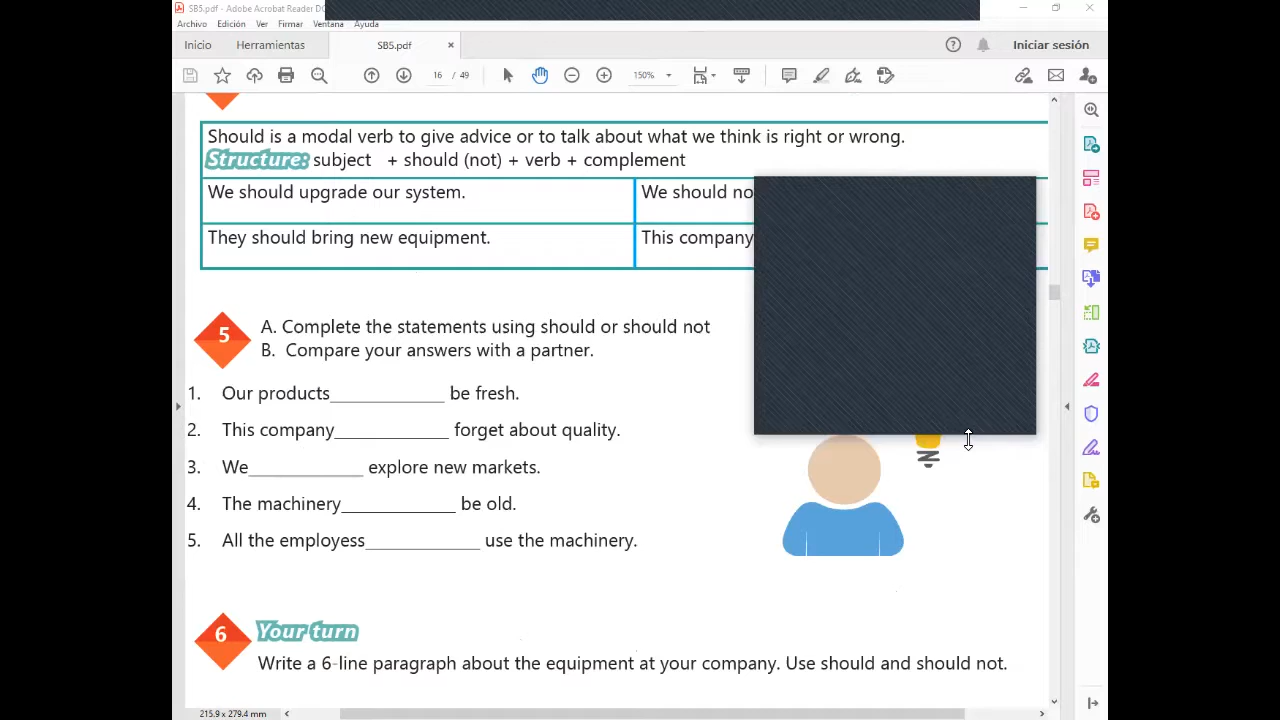 SB5.pdf - Adobe Acrobat Reader DC
Archivo Edición Ver Firmar Ventana Ayuda
Inicio Herramientas SB5.pdf × Iniciar sesión
16 / 49 150%
Should is a modal verb to give advice or to talk about what we think is right or wrong.
Structure: subject + should (not) + verb + complement
We should upgrade our system. We should no
They should bring new equipment. This company
5 A. Complete the statements using should or should not
B. Compare your answers with a partner.
1. Our products____________ be fresh.
2. This company____________ forget about quality.
3. We____________ explore new markets.
4. The machinery____________ be old.
5. All the employess____________ use the machinery.
6 Your turn
Write a 6-line paragraph about the equipment at your company. Use should and should not.
215.9 x 279.4 mm